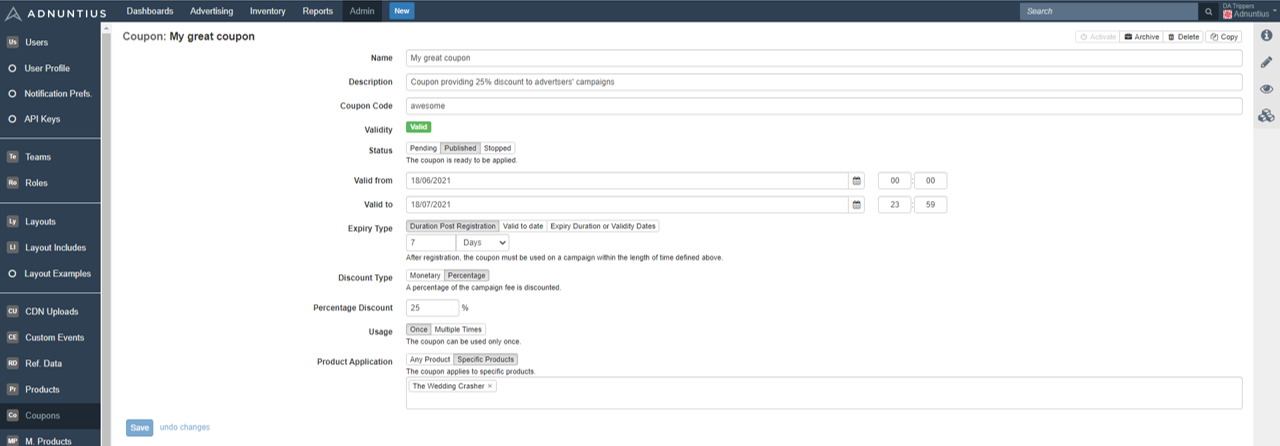 ADNUNTIUS
Dashboards Advertising Inventory Reports Admin New
Search
DA Trippers
Adnuntius
Us Users
User Profile
Notification Prefs.
API Keys
Te Teams
Ro Roles
Ly Layouts
LI Layout Includes
Layout Examples
CU CDN Uploads
CE Custom Events
RD Ref. Data
Pr Products
Co Coupons
MP M. Products
Coupon: My great coupon
Activate Archive Delete Copy
Name My great coupon
Description Coupon providing 25% discount to advertsers' campaigns
Coupon Code awesome
Validity Valid
Status Pending Published Stopped
The coupon is ready to be applied.
Valid from 18/06/2021 00 : 00
Valid to 18/07/2021 23 : 59
Expiry Type Duration Post Registration Valid to date Expiry Duration or Validity Dates
7 Days
After registration, the coupon must be used on a campaign within the length of time defined above.
Discount Type Monetary Percentage
A percentage of the campaign fee is discounted.
Percentage Discount 25 %
Usage Once Multiple Times
The coupon can be used only once.
Product Application Any Product Specific Products
The coupon applies to specific products.
The Wedding Crasher ×
Save undo changes